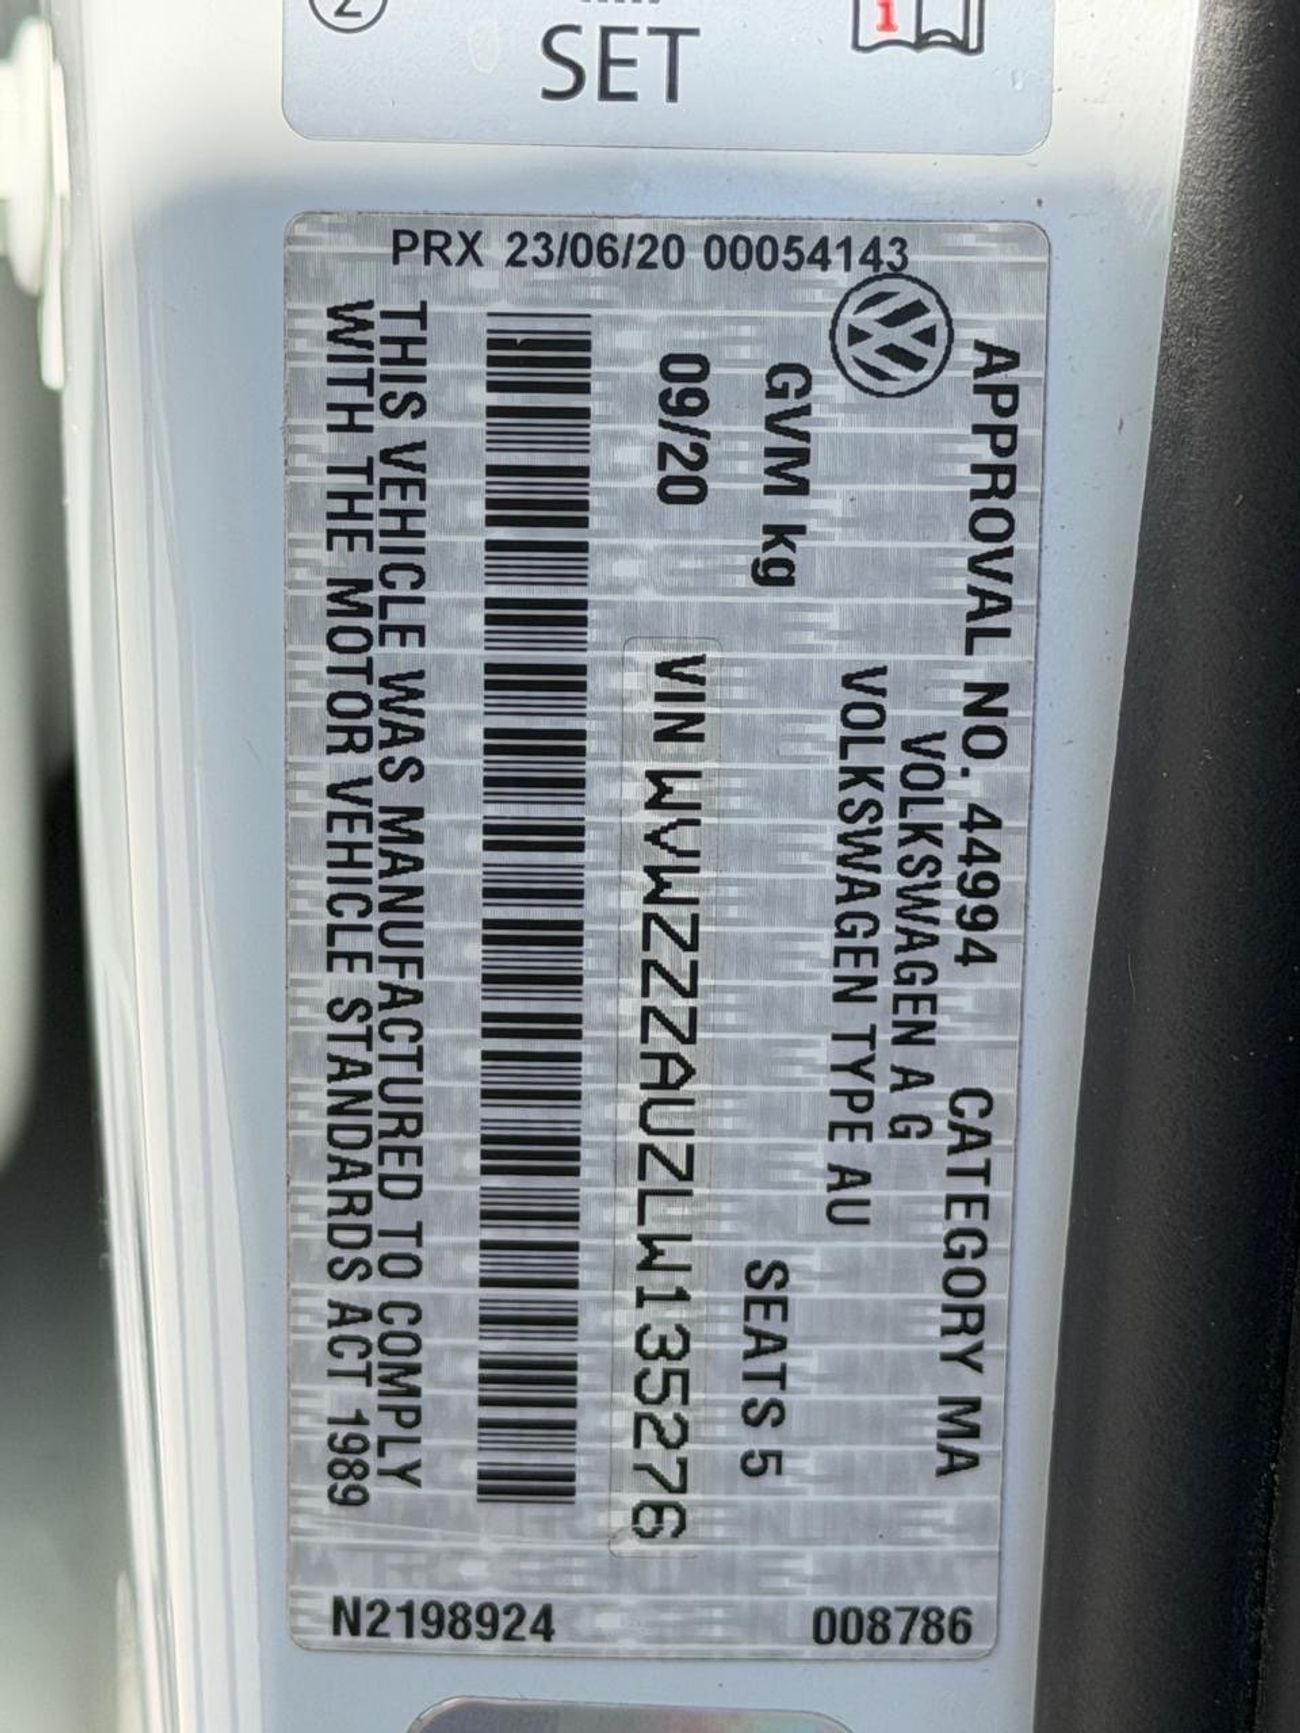 2
SET
i
PRX 23/06/20 00054143
APPROVAL NO. 44994 CATEGORY MA
VOLKSWAGEN A G
VOLKSWAGEN TYPE AU
GVM kg SEATS 5
09/20 VIN WVWZZZAUZLW135276
THIS VEHICLE WAS MANUFACTURED TO COMPLY
WITH THE MOTOR VEHICLE STANDARDS ACT 1989
N2198924 008786